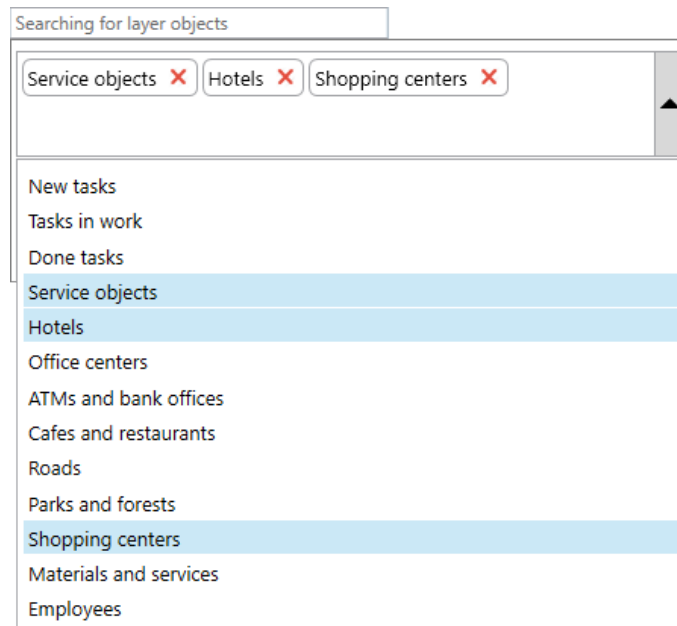 Searching for layer objects
Service objects Hotels Shopping centers
New tasks
Tasks in work
Done tasks
Service objects
Hotels
Office centers
ATMs and bank offices
Cafes and restaurants
Roads
Parks and forests
Shopping centers
Materials and services
Employees